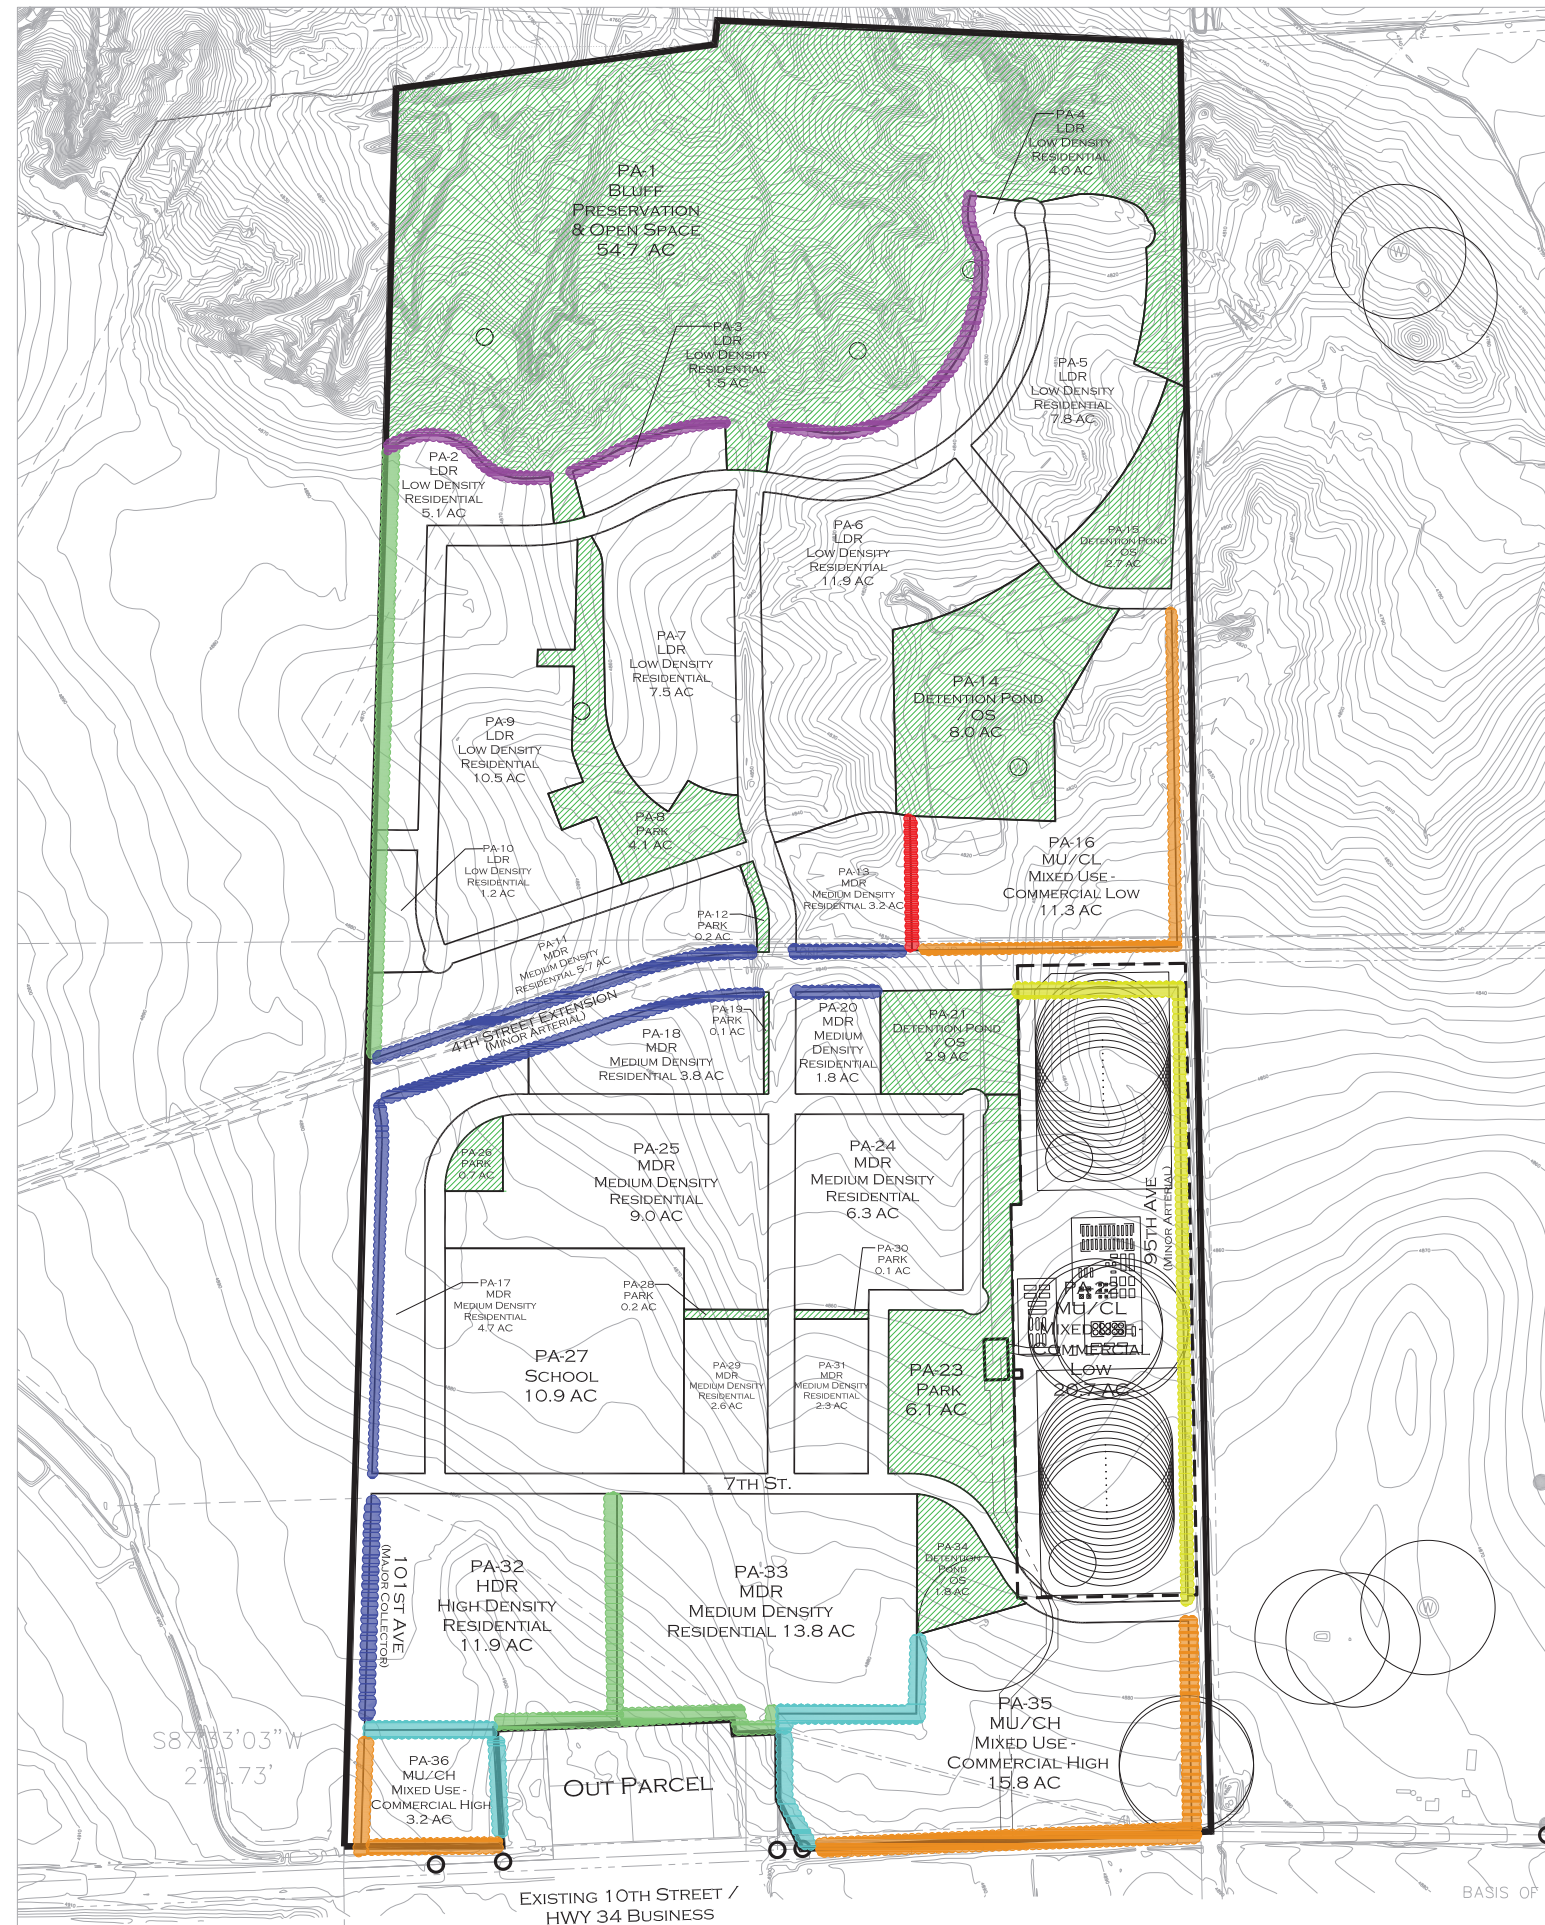 PA-1
BLUFF
PRESERVATION
& OPEN SPACE
54.7 AC
PA-4
LDR
LOW DENSITY
RESIDENTIAL
4.0 AC
PA-3
LDR
LOW DENSITY
RESIDENTIAL
1.5 AC
PA-5
LDR
LOW DENSITY
RESIDENTIAL
7.8 AC
PA-2
LDR
LOW DENSITY
RESIDENTIAL
5.1 AC
PA-6
LDR
LOW DENSITY
RESIDENTIAL
11.9 AC
PA-15
DETENTION POND
/ OS
2.7 AC
PA-7
LDR
LOW DENSITY
RESIDENTIAL
7.5 AC
PA-14
DETENTION POND
/ OS
8.0 AC
PA-9
LDR
LOW DENSITY
RESIDENTIAL
10.5 AC
PA-8
PARK
4.1 AC
PA-10
LDR
LOW DENSITY
RESIDENTIAL
1.2 AC
PA-13
MDR
MEDIUM DENSITY
RESIDENTIAL 3.2 AC
PA-16
MU/CL
MIXED USE -
COMMERCIAL LOW
11.3 AC
PA-12
PARK
0.2 AC
PA-11
MDR
MEDIUM DENSITY
RESIDENTIAL 5.7 AC
4TH STREET EXTENSION
(MINOR ARTERIAL)
PA-19
PARK
0.1 AC
PA-18
MDR
MEDIUM DENSITY
RESIDENTIAL 3.8 AC
PA-20
MDR
MEDIUM
DENSITY
RESIDENTIAL
1.8 AC
PA-21
DETENTION POND
/ OS
2.9 AC
PA-26
PARK
0.7 AC
PA-25
MDR
MEDIUM DENSITY
RESIDENTIAL
9.0 AC
PA-24
MDR
MEDIUM DENSITY
RESIDENTIAL
6.3 AC
95TH AVE
(MINOR ARTERIAL)
PA-30
PARK
0.1 AC
PA-28
PARK
0.2 AC
PA-17
MDR
MEDIUM DENSITY
RESIDENTIAL
4.7 AC
PA-22
MU/CL
MIXED USE -
COMMERCIAL
LOW
20.7 AC
PA-27
SCHOOL
10.9 AC
PA-29
MDR
MEDIUM DENSITY
RESIDENTIAL
2.6 AC
PA-31
MDR
MEDIUM DENSITY
RESIDENTIAL
2.3 AC
PA-23
PARK
6.1 AC
7TH ST.
101ST AVE
(MAJOR COLLECTOR)
PA-32
HDR
HIGH DENSITY
RESIDENTIAL
11.9 AC
PA-33
MDR
MEDIUM DENSITY
RESIDENTIAL 13.8 AC
PA-34
DETENTION
POND
/ OS
1.8 AC
PA-35
MU/CH
MIXED USE -
COMMERCIAL HIGH
15.8 AC
S87°33'03"W
275.73'
PA-36
MU/CH
MIXED USE -
COMMERCIAL HIGH
3.2 AC
OUT PARCEL
EXISTING 10TH STREET /
HWY 34 BUSINESS
BASIS OF